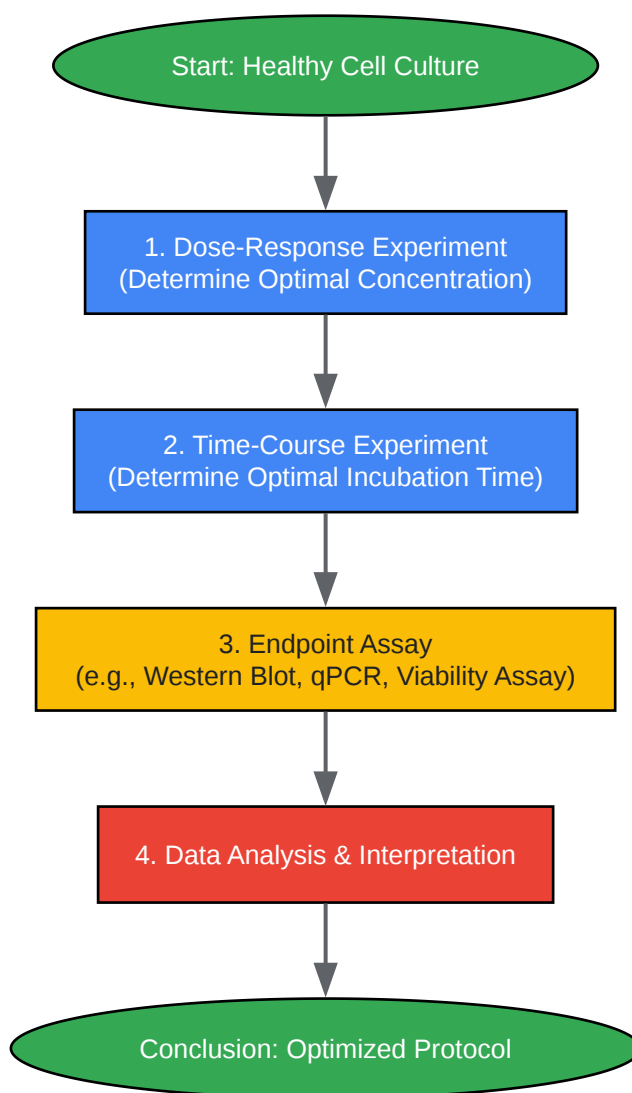 Start: Healthy Cell Culture
1. Dose-Response Experiment
(Determine Optimal Concentration)
2. Time-Course Experiment
(Determine Optimal Incubation Time)
3. Endpoint Assay
(e.g., Western Blot, qPCR, Viability Assay)
4. Data Analysis & Interpretation
Conclusion: Optimized Protocol